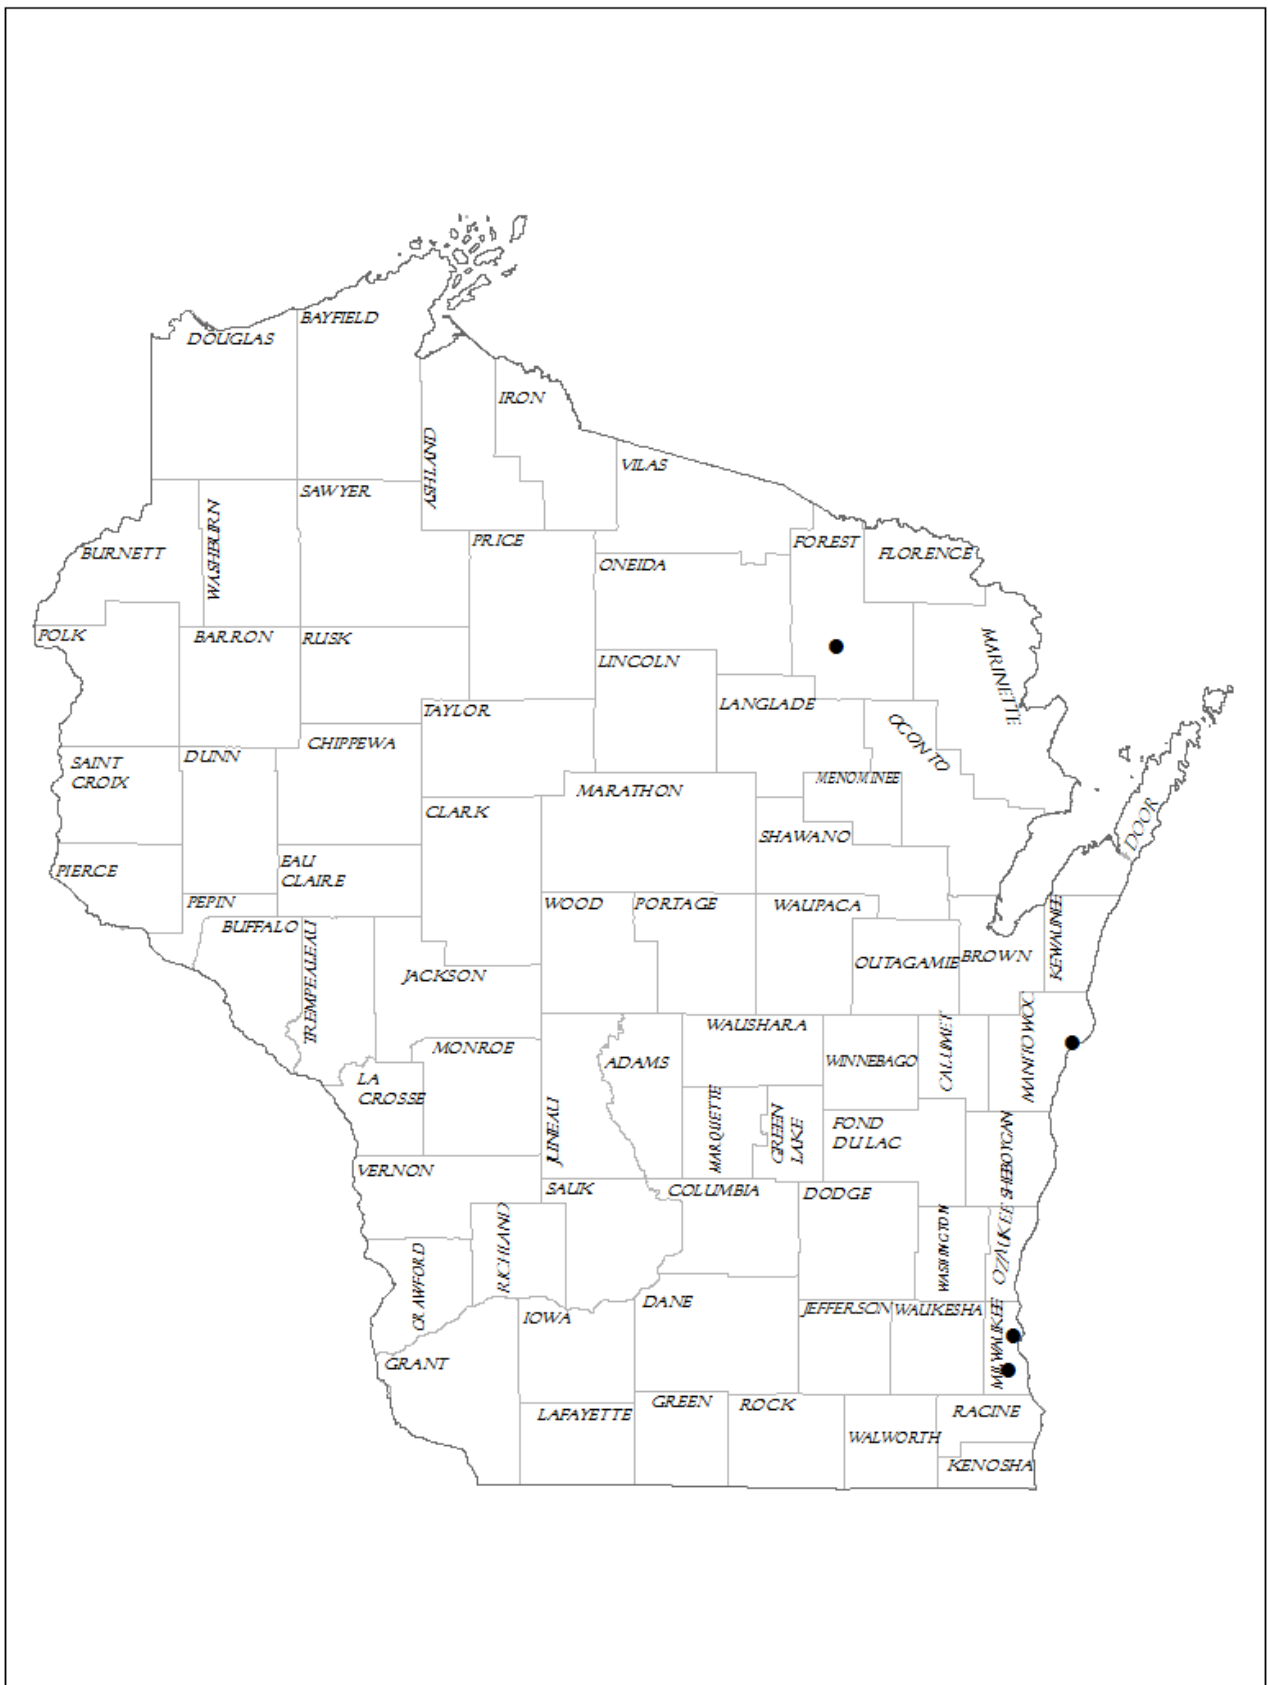 BAYFIELD
DOUGLAS
IRON
ASHLAND
VILAS
SAWYER
WASHBURN
BURNETT
PRICE
ONEIDA
FOREST
FLORENCE
POLK
BARRON
RUSK
LINCOLN
MARINETTE
LANGLADE
TAYLOR
OCONTO
CHIPPEWA
DUNN
SAINT
CROIX
MENOMINEE
MARATHON
CLARK
SHAWANO
DOOR
PIERCE
EAU
CLAIRE
PEPIN
WOOD
PORTAGE
WAUPACA
BUFFALO
TREMPEALEAU
JACKSON
OUTAGAMIE
BROWN
KEWAUNEE
WAUSHARA
MANITOWOC
CALUMET
WINNEBAGO
ADAMS
MONROE
LA
CROSSE
JUNEAU
MARQUETTE
GREEN
LAKE
FOND
DU LAC
SHEBOYGAN
VERNON
SAUK
COLUMBIA
DODGE
RICHLAND
CRAWFORD
WASHINGTON
OZAUKEE
DANE
IOWA
JEFFERSON
WAUKESHA
MILWAUKEE
GRANT
LAFAYETTE
GREEN
ROCK
RACINE
WALWORTH
KENOSHA